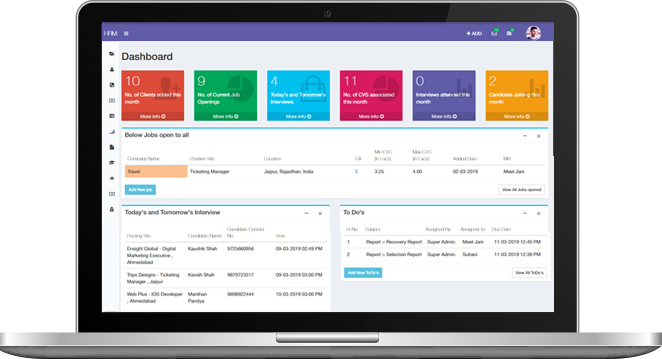 HRM
+ ADD
Dashboard
10
No. of Clients added this month
More info
9
No. of Current Job Openings
More info
4
Today's and Tomorrow's Interviews
More info
11
No. of CVS associated this month
More info
0
Interviews attended this month
More info
2
Candidate Joining this month
More info
Below Jobs open to all
Company Name Position Title Location CA Min CTC (in Lacs) Max CTC (in Lacs) Added Date MB
Travel Ticketing Manager Jaipur, Rajasthan, India 2 3.25 4.00 02-03-2019 Meet Jani
Add New job
View All Jobs opened
Today's and Tomorrow's Interview
Posting Title Candidate Name Candidate Contact No. Time
Ensight Global - Digital Marketing Executive , Ahmedabad Kaushik Shah 9725660956 09-03-2019 02:49 PM
Trips Designs - Ticketing Manager , Jaipur Kavish Shah 9879723317 09-03-2019 03:00 PM
Web Plus - IOS Developer , Ahmedabad Manthan Pandya 9898922444 10-03-2019 03:00 PM
To Do's
Sr No. Subject Assigned By Assigned To Due Date
1 Report > Recovery Report Super Admin Meet Jani 11-03-2019 12:40 PM
2 Report > Selection Report Super Admin Suhani 11-03-2019 12:39 PM
Add New ToDo's
View All ToDo's